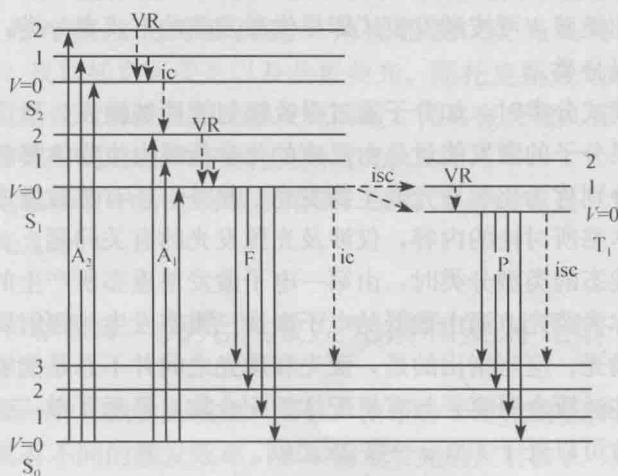 2 VR
1
V=0 ic
S₂
2 VR
1 2
V=0 isc VR 1
S₁ V=0
T₁
A₂ A₁ F ic P isc
3
2
1
V=0
S₀